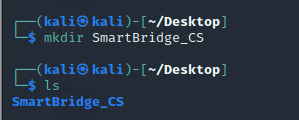 ┌──(kali㉿kali)-[~/Desktop]
└─$ mkdir SmartBridge_CS
┌──(kali㉿kali)-[~/Desktop]
└─$ ls
SmartBridge_CS